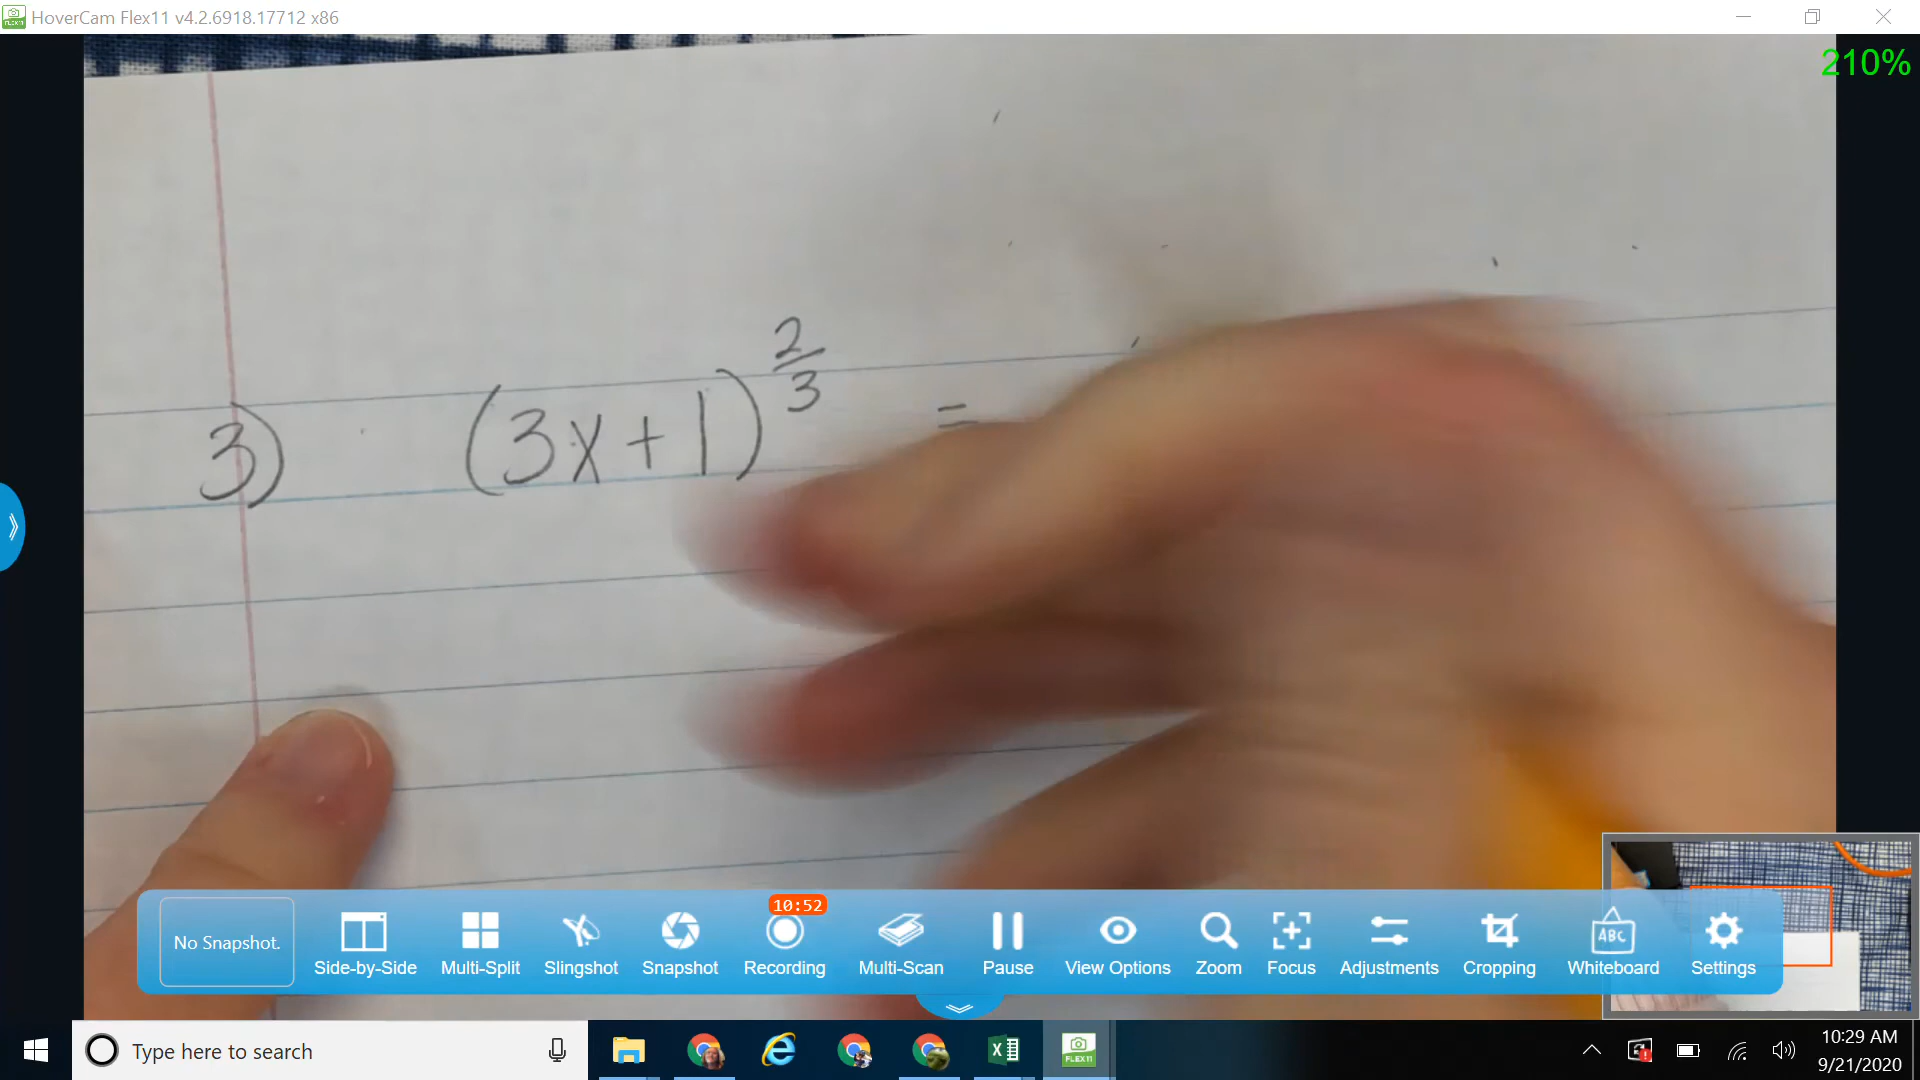 HoverCam Flex11 v4.2.6918.17712 x86
210%
3) (3x+1)^(2/3) =
10:52
No Snapshot.
Side-by-Side
Multi-Split
Slingshot
Snapshot
Recording
Multi-Scan
Pause
View Options
Zoom
Focus
Adjustments
Cropping
ABC
Whiteboard
Settings
Type here to search
FLEX11
10:29 AM
9/21/2020